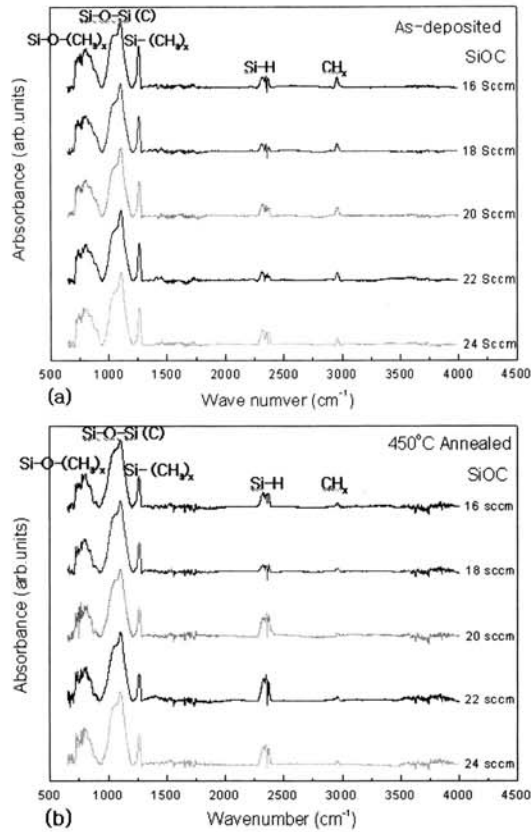 Si-O-Si(C)
As-deposited
Si-O-(CH₃)ₓ Si-(CH₃)ₓ
SiOC
Si-H
CHₓ
16 Sccm
18 Sccm
20 Sccm
22 Sccm
24 Sccm
Arbsorbance (arb.units)
500 1000 1500 2000 2500 3000 3500 4000 4500
(a)
Wave numver (cm⁻¹)
Si-O-Si(C)
450°C Annealed
Si-O-(CH₃)ₓ Si-(CH₃)ₓ
SiOC
Si-H
CHₓ
16 sccm
18 sccm
20 sccm
22 sccm
24 sccm
Absorbance (arb.units)
500 1000 1500 2000 2500 3000 3500 4000 4500
(b)
Wavenumber (cm⁻¹)